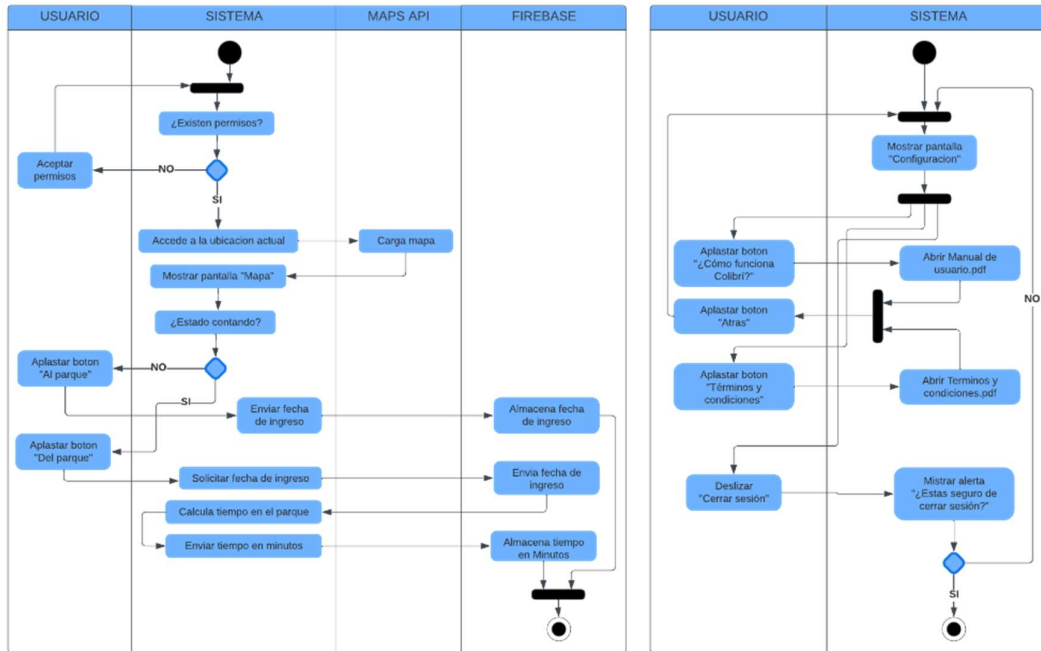 USUARIO
SISTEMA
MAPS API
FIREBASE
¿Existen permisos?
Aceptar
permisos
NO
SI
Accede a la ubicacion actual
Carga mapa
Mostrar pantalla "Mapa"
¿Estado contando?
Aplastar boton
"Al parque"
NO
SI
Enviar fecha
de ingreso
Almacena fecha
de ingreso
Aplastar boton
"Del parque"
Solicitar fecha de ingreso
Envia fecha de
ingreso
Calcula tiempo en el parque
Enviar tiempo en minutos
Almacena tiempo
en Minutos
USUARIO
SISTEMA
Mostrar pantalla
"Configuracion"
Aplastar boton
"¿Cómo funciona
Colibrí?"
Abrir Manual de
usuario.pdf
NO
Aplastar boton
"Atras"
Aplastar boton
"Términos y
condiciones"
Abrir Terminos y
condiciones.pdf
Deslizar
"Cerrar sesión"
Mistrar alerta
"¿Estas seguro de
cerrar sesión?"
SI